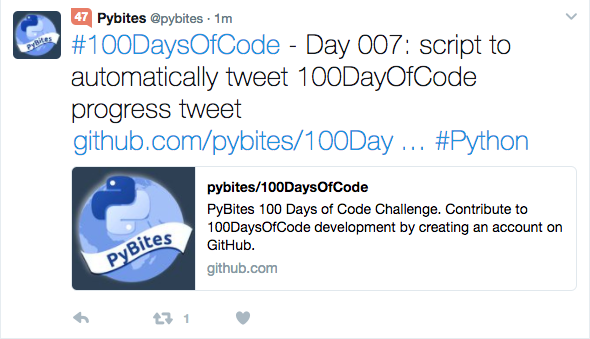 47 Pybites @pybites · 1m
PyBites
#100DaysOfCode - Day 007: script to
automatically tweet 100DayOfCode
progress tweet
github.com/pybites/100Day ... #Python
PyBites
pybites/100DaysOfCode
PyBites 100 Days of Code Challenge. Contribute to
100DaysOfCode development by creating an account on
GitHub.
github.com
1